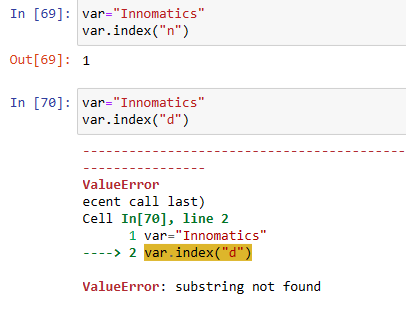 In [69]: var="Innomatics"
var.index("n")
Out[69]: 1
In [70]: var="Innomatics"
var.index("d")
------------------------------------------
----------------
ValueError
ecent call last)
Cell In[70], line 2
1 var="Innomatics"
----> 2 var.index("d")
ValueError: substring not found